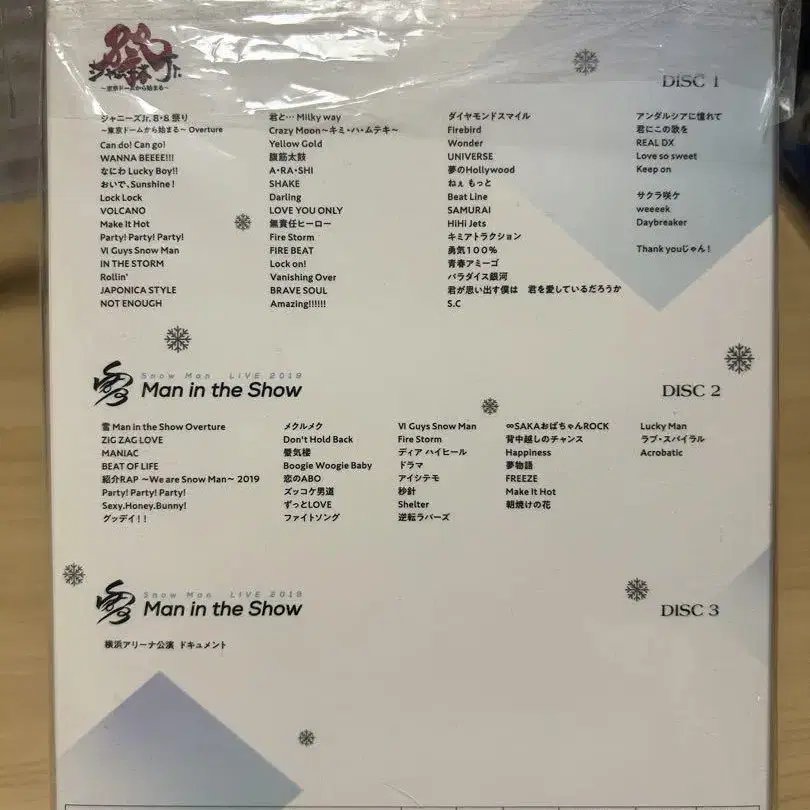 祭
ジャニーズJr.
〜東京ドームから始まる〜
DISC 1
ジャニーズJr. 8・8 祭り
〜東京ドームから始まる〜 Overture
Can do! Can go!
WANNA BEEEE!!!
なにわ Lucky Boy!!
おいで、Sunshine!
Lock Lock
VOLCANO
Make It Hot
Party! Party! Party!
VI Guys Snow Man
IN THE STORM
Rollin'
JAPONICA STYLE
NOT ENOUGH
君と… Milky way
Crazy Moon〜キミ・ハ・ムテキ〜
Yellow Gold
腹筋太鼓
A・RA・SHI
SHAKE
Darling
LOVE YOU ONLY
無責任ヒーロー
Fire Storm
FIRE BEAT
Lock on!
Vanishing Over
BRAVE SOUL
Amazing!!!!!!
ダイヤモンドスマイル
Firebird
Wonder
UNIVERSE
夢のHollywood
ねぇ もっと
Beat Line
SAMURAI
HiHi Jets
キミアトラクション
勇気100%
青春アミーゴ
パラダイス銀河
君が思い出す僕は 君を愛しているだろうか
S.C
アンダルシアに憧れて
君にこの歌を
REAL DX
Love so sweet
Keep on
サクラ咲ケ
weeeek
Daybreaker
Thank youじゃん!
Snow Man LIVE 2019
雪 Man in the Show
DISC 2
雪 Man in the Show Overture
ZIG ZAG LOVE
MANIAC
BEAT OF LIFE
紹介RAP 〜We are Snow Man〜 2019
Party! Party! Party!
Sexy.Honey.Bunny!
グッデイ!!
メクルメク
Don't Hold Back
蜃気楼
Boogie Woogie Baby
恋のABO
ズッコケ男道
ずっとLOVE
ファイトソング
VI Guys Snow Man
Fire Storm
ディア ハイヒール
ドラマ
アイシテモ
秒針
Shelter
逆転ラバーズ
∞SAKAおばちゃんROCK
背中越しのチャンス
Happiness
夢物語
FREEZE
Make It Hot
朝焼けの花
Lucky Man
ラブ・スパイラル
Acrobatic
Snow Man LIVE 2019
雪 Man in the Show
DISC 3
横浜アリーナ公演 ドキュメント